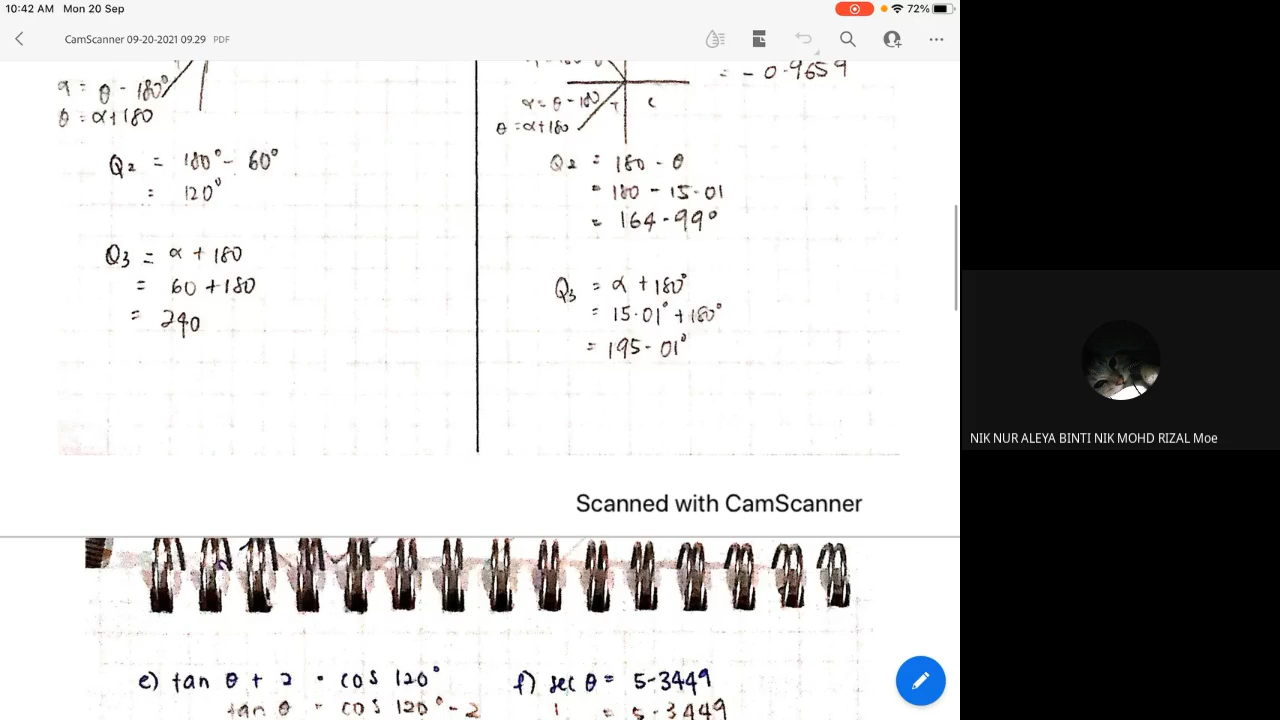 10:42 AM Mon 20 Sep
72%
CamScanner 09-20-2021 09.29 PDF
α = θ - 180°
θ = α + 180
Q2 = 180° - 60°
= 120°
Q3 = α + 180
= 60 + 180
= 240
= - 0.9659
α = θ - 180
T C
θ = α + 180
Q2 = 180 - θ
= 180 - 15.01
= 164.99°
Q3 = α + 180°
= 15.01° + 180°
= 195.01°
Scanned with CamScanner
e) tan θ + 2 = cos 120°
tan θ = cos 120° - 2
f) sec θ = 5.3449
= 5.3449
NIK NUR ALEYA BINTI NIK MOHD RIZAL Moe